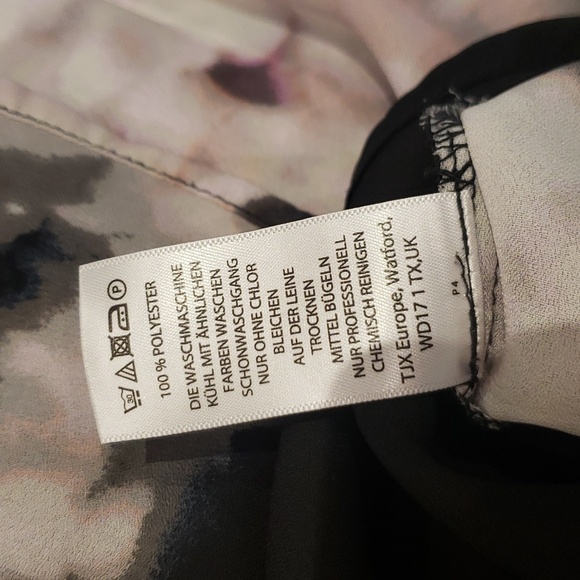 30 P
100 % POLYESTER
DIE WASCHMASCHINE
KÜHL MIT ÄHNLICHEN
FARBEN WASCHEN
SCHONWASCHGANG
NUR OHNE CHLOR
BLEICHEN
AUF DER LEINE
TROCKNEN
MITTEL BÜGELN
NUR PROFESSIONELL
CHEMISCH REINIGEN
TJX Europe, Watford,
WD17 1 TX,UK
P4